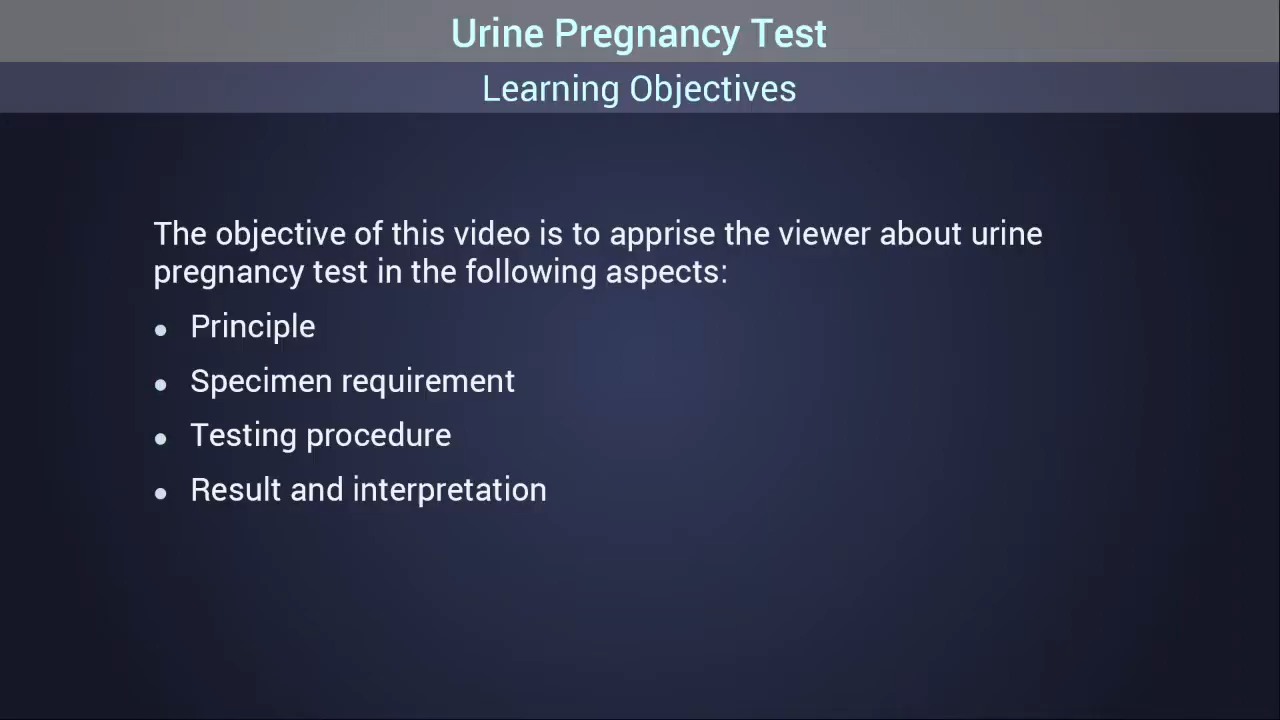 Urine Pregnancy Test
Learning Objectives
The objective of this video is to apprise the viewer about urine
pregnancy test in the following aspects:
• Principle
• Specimen requirement
• Testing procedure
• Result and interpretation